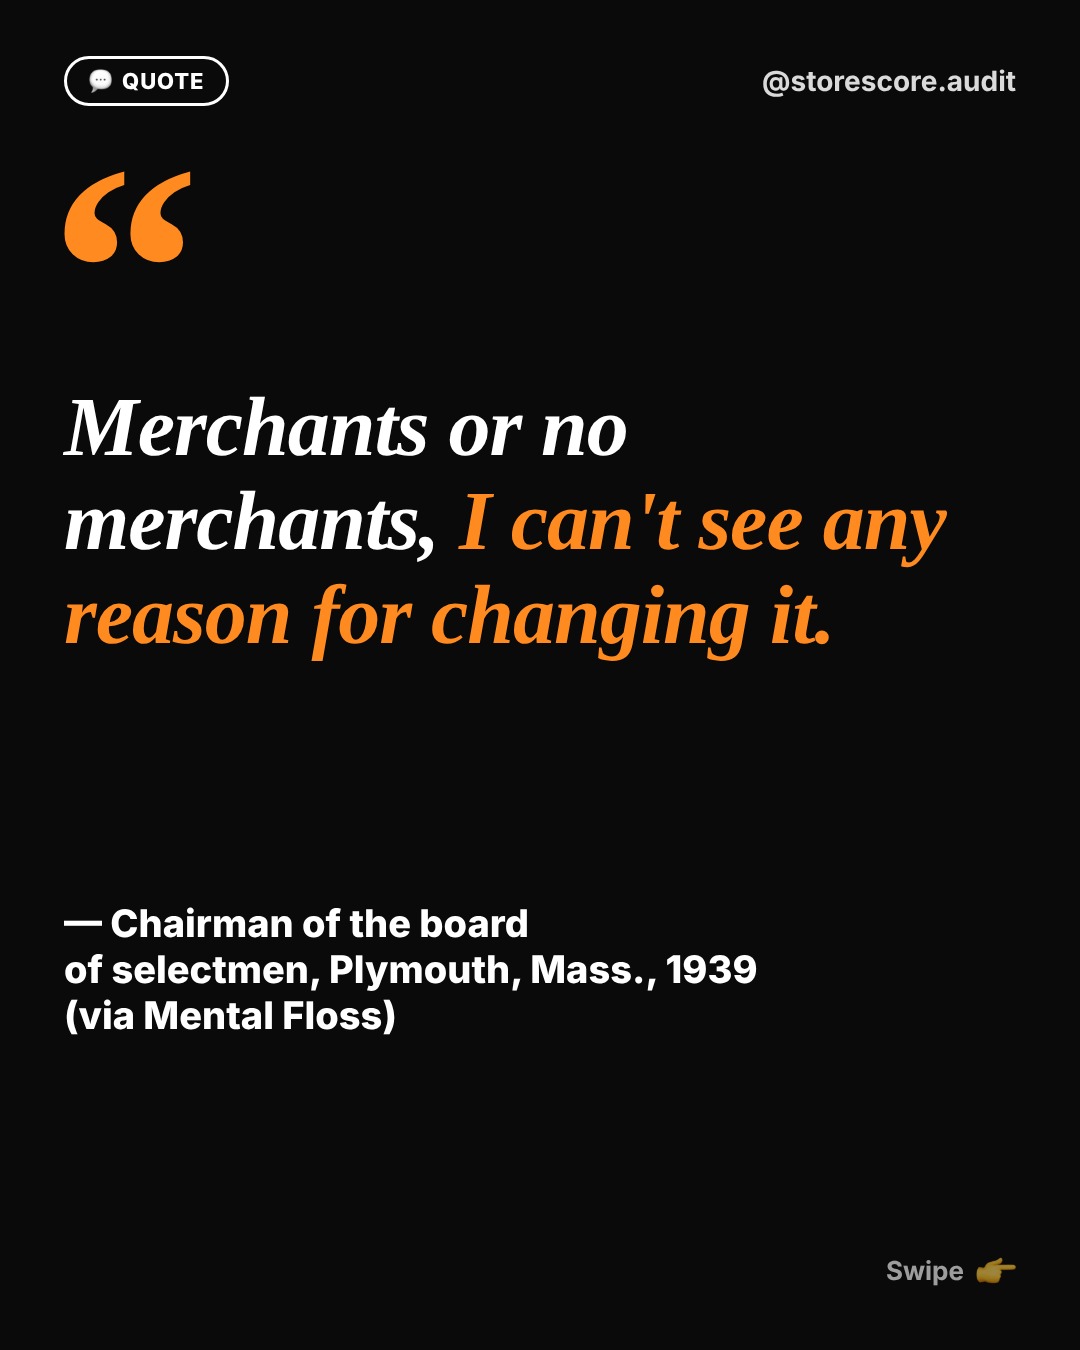 💬 QUOTE
@storescore.audit
“
Merchants or no
merchants, I can't see any
reason for changing it.
— Chairman of the board
of selectmen, Plymouth, Mass., 1939
(via Mental Floss)
Swipe 👉